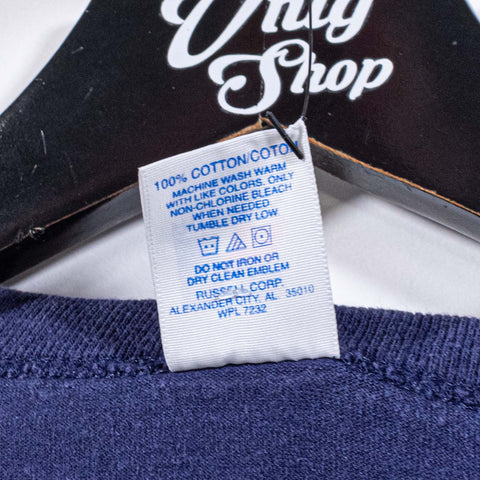 Only
Shop
100% COTTON/COTON
MACHINE WASH WARM
WITH LIKE COLORS. ONLY
NON-CHLORINE BLEACH
WHEN NEEDED
TUMBLE DRY LOW
DO NOT IRON OR
DRY CLEAN EMBLEM
RUSSELL CORP.
ALEXANDER CITY, AL 35010
WPL 7232